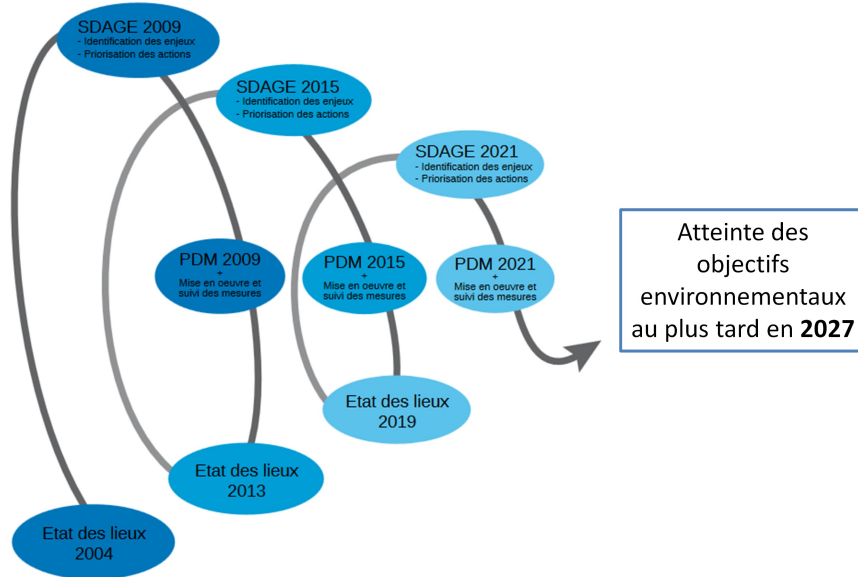 SDAGE 2009
- Identification des enjeux
- Priorisation des actions
SDAGE 2015
- Identification des enjeux
- Priorisation des actions
SDAGE 2021
- Identification des enjeux
- Priorisation des actions
PDM 2009
+
Mise en oeuvre et
suivi des mesures
PDM 2015
+
Mise en oeuvre et
suivi des mesures
PDM 2021
+
Mise en oeuvre et
suivi des mesures
Atteinte des
objectifs
environnementaux
au plus tard en 2027
Etat des lieux
2019
Etat des lieux
2013
Etat des lieux
2004